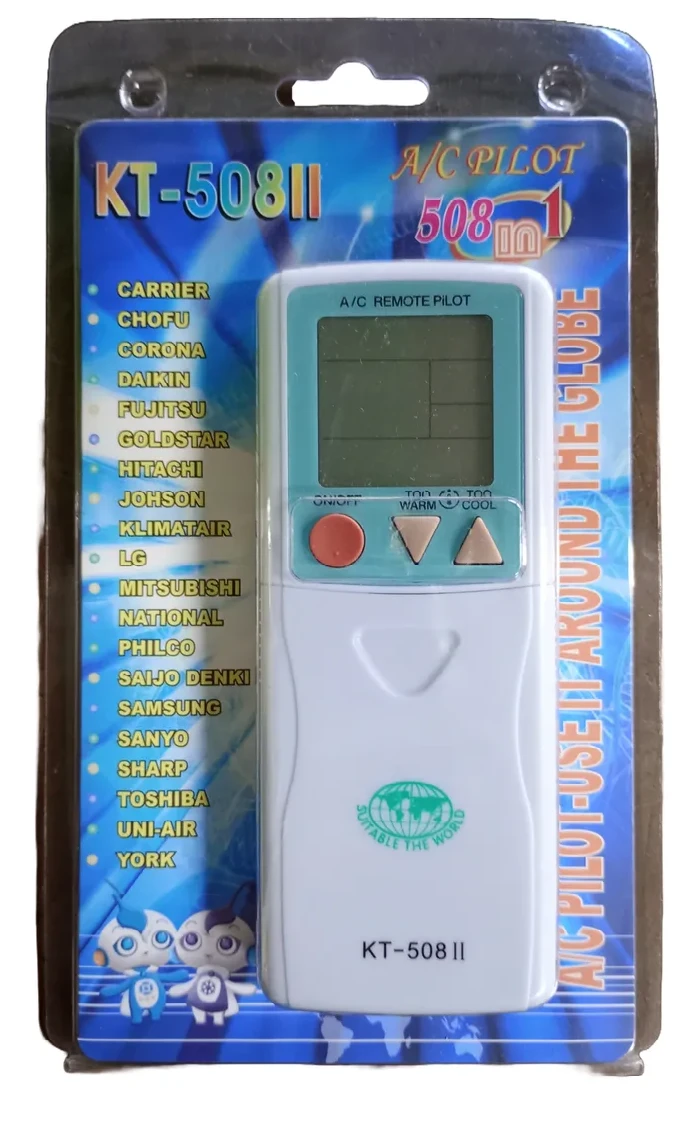 KT-508II
A/C PILOT
508 in 1
CARRIER
CHOFU
CORONA
DAIKIN
FUJITSU
GOLDSTAR
HITACHI
JOHSON
KLIMATAIR
LG
MITSUBISHI
NATIONAL
PHILCO
SAIJO DENKI
SAMSUNG
SANYO
SHARP
TOSHIBA
UNI-AIR
YORK
A/C REMOTE PILOT
ON/OFF
TOO WARM
TOO COOL
SUITABLE THE WORLD
KT-508 II
A/C PILOT-USE IT AROUND THE GLOBE